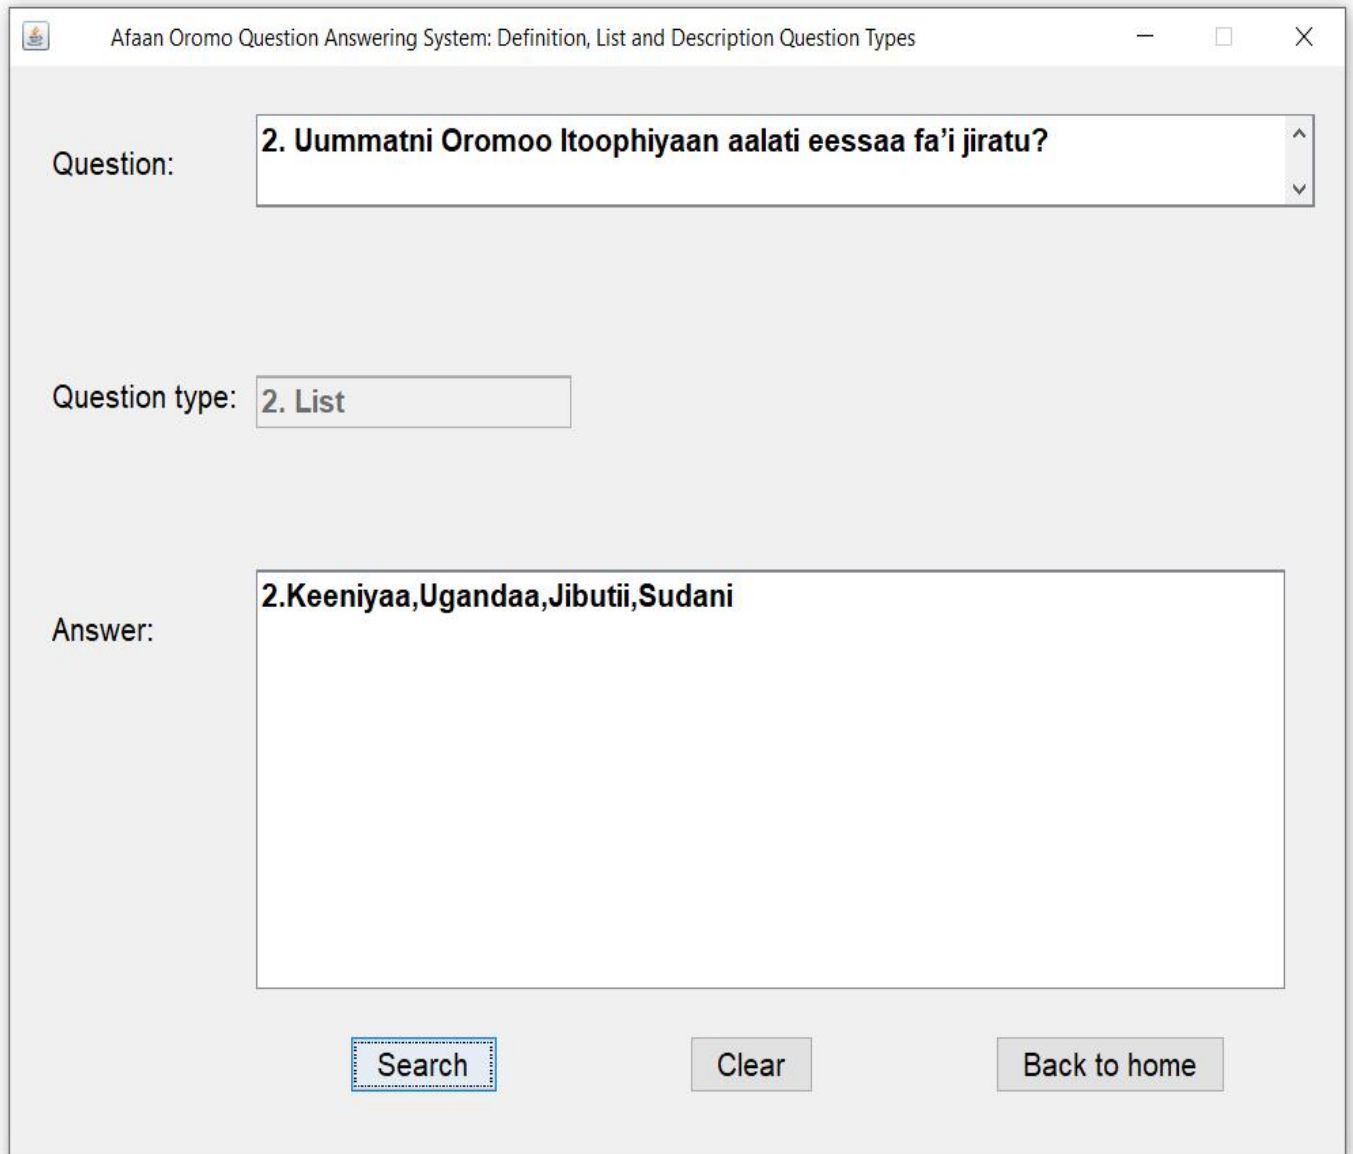 Afaan Oromo Question Answering System: Definition, List and Description Question Types
Question:
2. Uummatni Oromoo Itoophiyaan aalati eessaa fa’i jiratu?
Question type:
2. List
Answer:
2.Keeniyaa,Ugandaa,Jibutii,Sudani
Search
Clear
Back to home